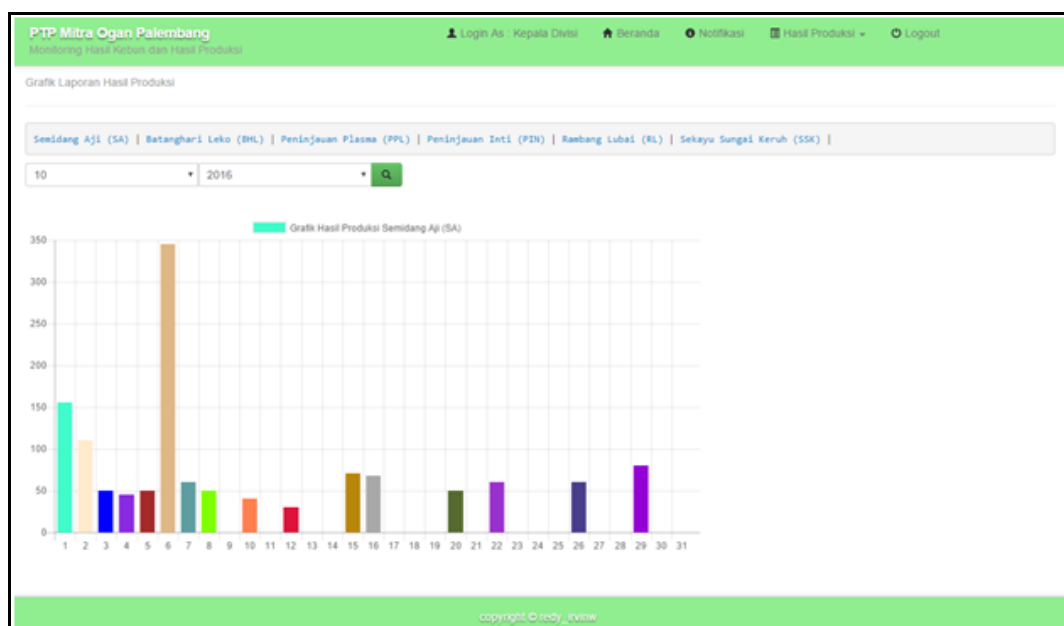 PTP Mitra Ogan Palembang
Login As : Kepala Divisi Beranda Notifikasi Hasil Produksi Logout
Monitoring Hasil Kebun dan Hasil Produksi
Grafik Laporan Hasil Produksi
Semidang Aji (SA) | Batanghari Leko (BHL) | Peninjauan Plasma (PPL) | Peninjauan Inti (PIN) | Rambang Lubai (RL) | Sekayu Sungai Keruh (SSK) |
10 2016
Grafik Hasil Produksi Semidang Aji (SA)
350
300
250
200
150
100
50
0
1 2 3 4 5 6 7 8 9 10 11 12 13 14 15 16 17 18 19 20 21 22 23 24 25 26 27 28 29 30 31
copyright © redy_irview